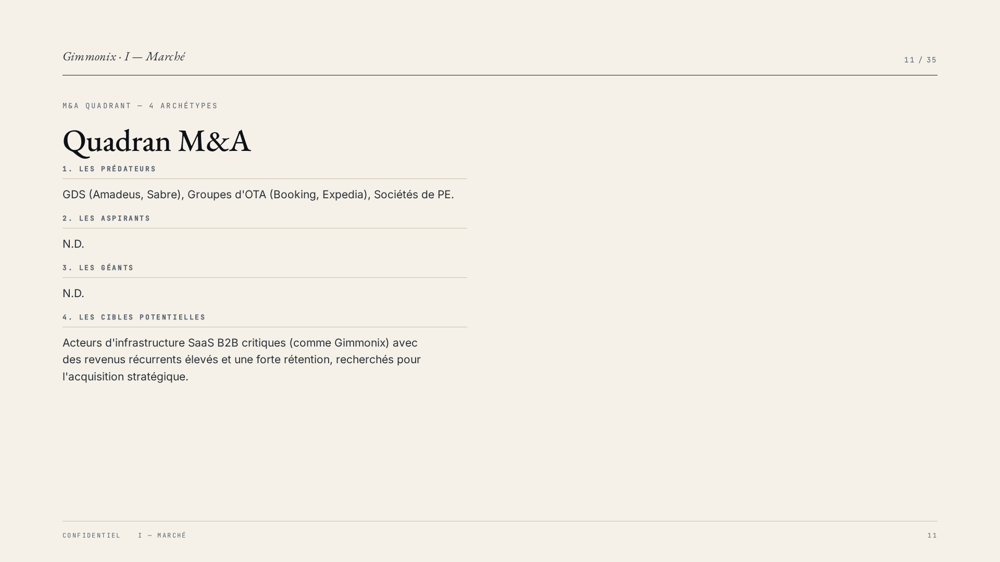 Gimmonix · I — Marché
11 / 35
M&A QUADRANT — 4 ARCHÉTYPES
Quadran M&A
1. LES PRÉDATEURS
GDS (Amadeus, Sabre), Groupes d'OTA (Booking, Expedia), Sociétés de PE.
2. LES ASPIRANTS
N.D.
3. LES GÉANTS
N.D.
4. LES CIBLES POTENTIELLES
Acteurs d'infrastructure SaaS B2B critiques (comme Gimmonix) avec
des revenus récurrents élevés et une forte rétention, recherchés pour
l'acquisition stratégique.
CONFIDENTIEL I — MARCHÉ
11